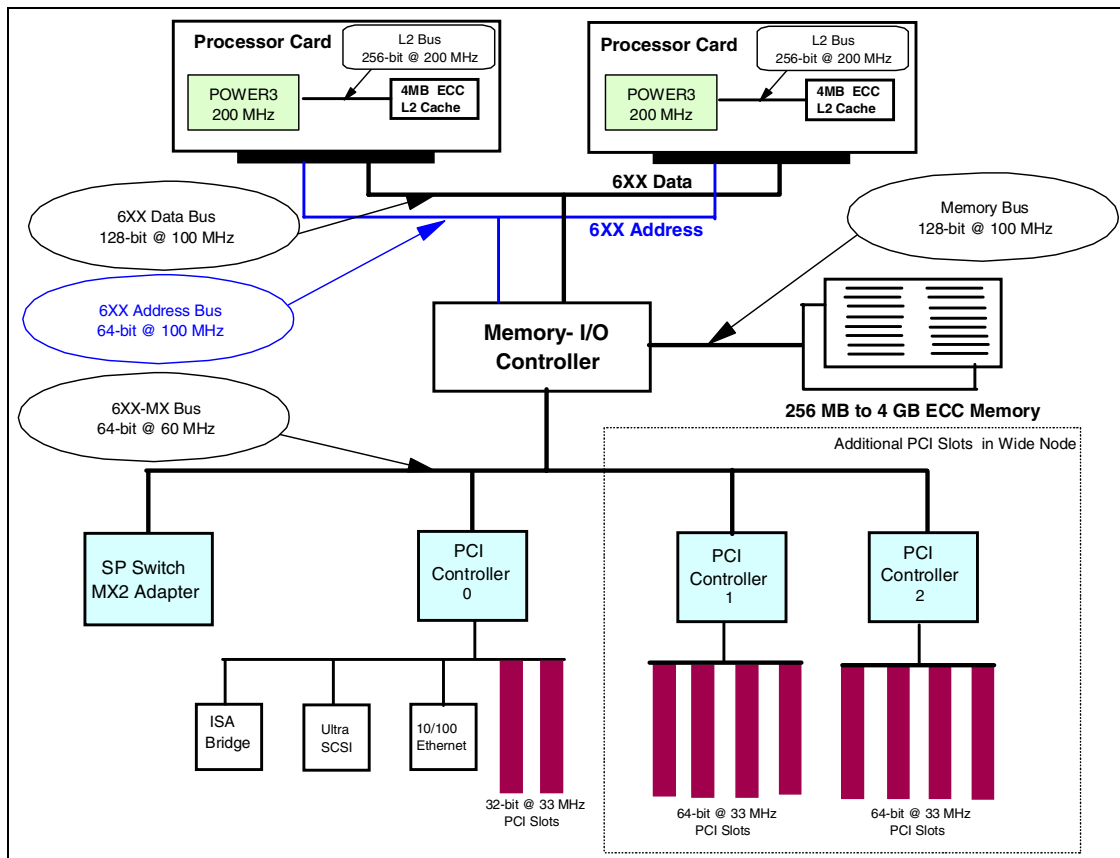 Processor Card
L2 Bus
256-bit @ 200 MHz
POWER3
200 MHz
4MB ECC
L2 Cache
Processor Card
L2 Bus
256-bit @ 200 MHz
POWER3
200 MHz
4MB ECC
L2 Cache
6XX Data
6XX Data Bus
128-bit @ 100 MHz
6XX Address
Memory Bus
128-bit @ 100 MHz
6XX Address Bus
64-bit @ 100 MHz
Memory- I/O
Controller
256 MB to 4 GB ECC Memory
6XX-MX Bus
64-bit @ 60 MHz
Additional PCI Slots in Wide Node
SP Switch
MX2 Adapter
PCI
Controller
0
PCI
Controller
1
PCI
Controller
2
ISA
Bridge
Ultra
SCSI
10/100
Ethernet
32-bit @ 33 MHz
PCI Slots
64-bit @ 33 MHz
PCI Slots
64-bit @ 33 MHz
PCI Slots